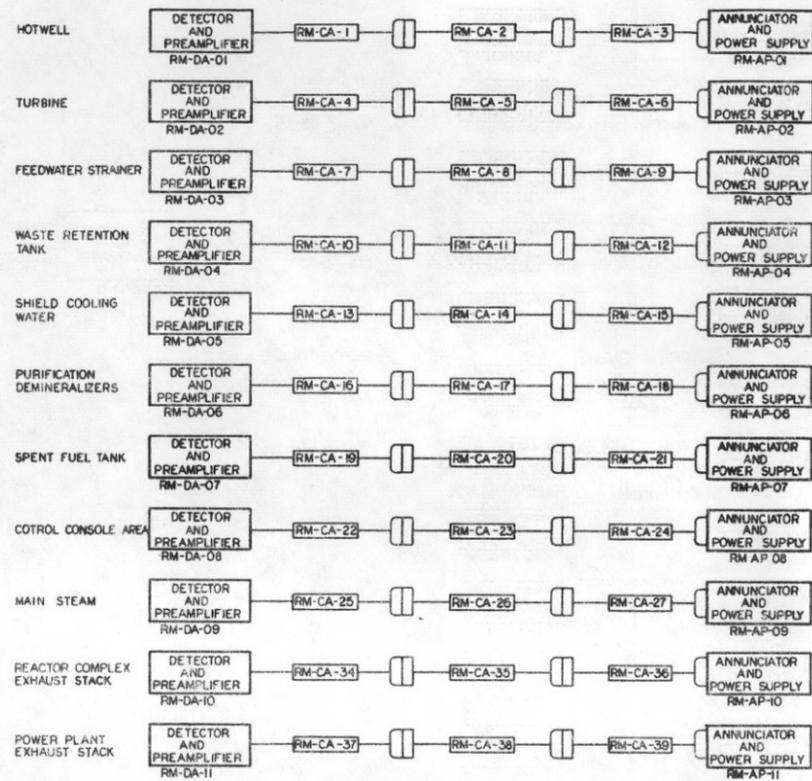 HOTWELL
DETECTOR
AND
PREAMPLIFIER
RM-DA-01
RM-CA-1
RM-CA-2
RM-CA-3
ANNUNCIATOR
AND
POWER SUPPLY
RM-AP-01
TURBINE
DETECTOR
AND
PREAMPLIFIER
RM-DA-02
RM-CA-4
RM-CA-5
RM-CA-6
ANNUNCIATOR
AND
POWER SUPPLY
RM-AP-02
FEEDWATER STRAINER
DETECTOR
AND
PREAMPLIFIER
RM-DA-03
RM-CA-7
RM-CA-8
RM-CA-9
ANNUNCIATOR
AND
POWER SUPPLY
RM-AP-03
WASTE RETENTION
TANK
DETECTOR
AND
PREAMPLIFIER
RM-DA-04
RM-CA-10
RM-CA-11
RM-CA-12
ANNUNCIATOR
AND
POWER SUPPLY
RM-AP-04
SHIELD COOLING
WATER
DETECTOR
AND
PREAMPLIFIER
RM-DA-05
RM-CA-13
RM-CA-14
RM-CA-15
ANNUNCIATOR
AND
POWER SUPPLY
RM-AP-05
PURIFICATION
DEMINERALIZERS
DETECTOR
AND
PREAMPLIFIER
RM-DA-06
RM-CA-16
RM-CA-17
RM-CA-18
ANNUNCIATOR
AND
POWER SUPPLY
RM-AP-06
SPENT FUEL TANK
DETECTOR
AND
PREAMPLIFIER
RM-DA-07
RM-CA-19
RM-CA-20
RM-CA-21
ANNUNCIATOR
AND
POWER SUPPLY
RM-AP-07
COTROL CONSOLE AREA
DETECTOR
AND
PREAMPLIFIER
RM-DA-08
RM-CA-22
RM-CA-23
RM-CA-24
ANNUNCIATOR
AND
POWER SUPPLY
RM-AP-08
MAIN STEAM
DETECTOR
AND
PREAMPLIFIER
RM-DA-09
RM-CA-25
RM-CA-26
RM-CA-27
ANNUNCIATOR
AND
POWER SUPPLY
RM-AP-09
REACTOR COMPLEX
EXHAUST STACK
DETECTOR
AND
PREAMPLIFIER
RM-DA-10
RM-CA-34
RM-CA-35
RM-CA-36
ANNUNCIATOR
AND
POWER SUPPLY
RM-AP-10
POWER PLANT
EXHAUST STACK
DETECTOR
AND
PREAMPLIFIER
RM-DA-11
RM-CA-37
RM-CA-38
RM-CA-39
ANNUNCIATOR
AND
POWER SUPPLY
RM-AP-11